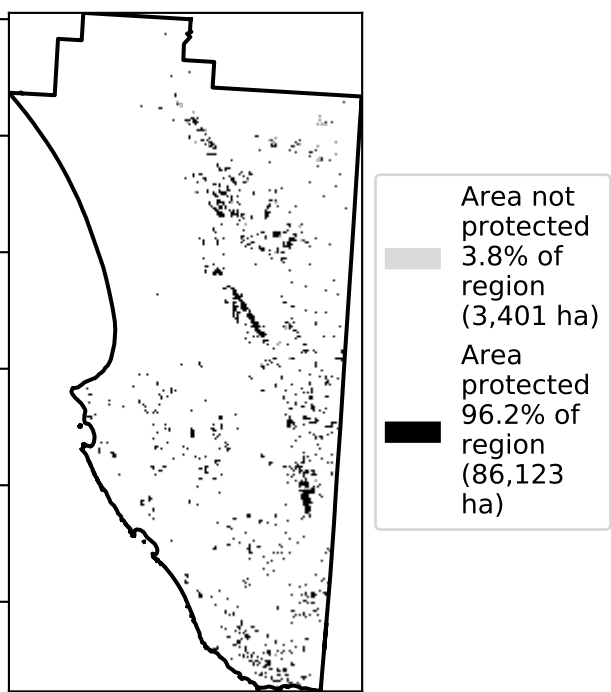 Area not
protected
3.8% of
region
(3,401 ha)
Area
protected
96.2% of
region
(86,123
ha)